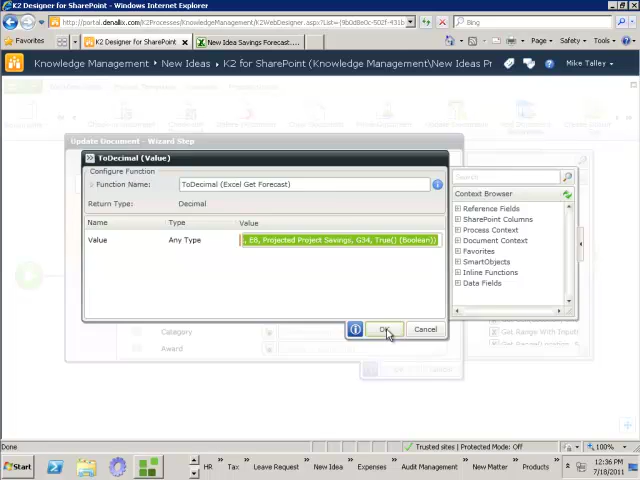 K2 Designer for SharePoint - Windows Internet Explorer
http://portal.denallix.com/K2Processes/KnowledgeManagement/K2WebDesigner.aspx?List={9b0d8e0c-502f-431b
Bing
Favorites
K2 Designer for SharePoint
New Idea Savings Forecast....
Page
Safety
Tools
Knowledge Management
New Ideas
K2 for SharePoint (Knowledge Management\New Ideas Pr
Mike Talley
Update Document - Wizard Step
ToDecimal (Value)
Configure Function
Function Name:
ToDecimal (Excel Get Forecast)
Return Type:
Decimal
Name
Type
Value
Value
Any Type
, E6, Projected Project Savings, G34, True() (Boolean))
OK
Cancel
Search
Context Browser
Reference Fields
SharePoint Columns
Process Context
Document Context
Favorites
SmartObjects
Inline Functions
Data Fields
Category
Award
Get Range With Input
Done
Trusted sites | Protected Mode: Off
100%
Start
HR
Tax
Leave Request
New Idea
Expenses
Audit Management
New Matter
Products
12:36 PM
7/18/2011